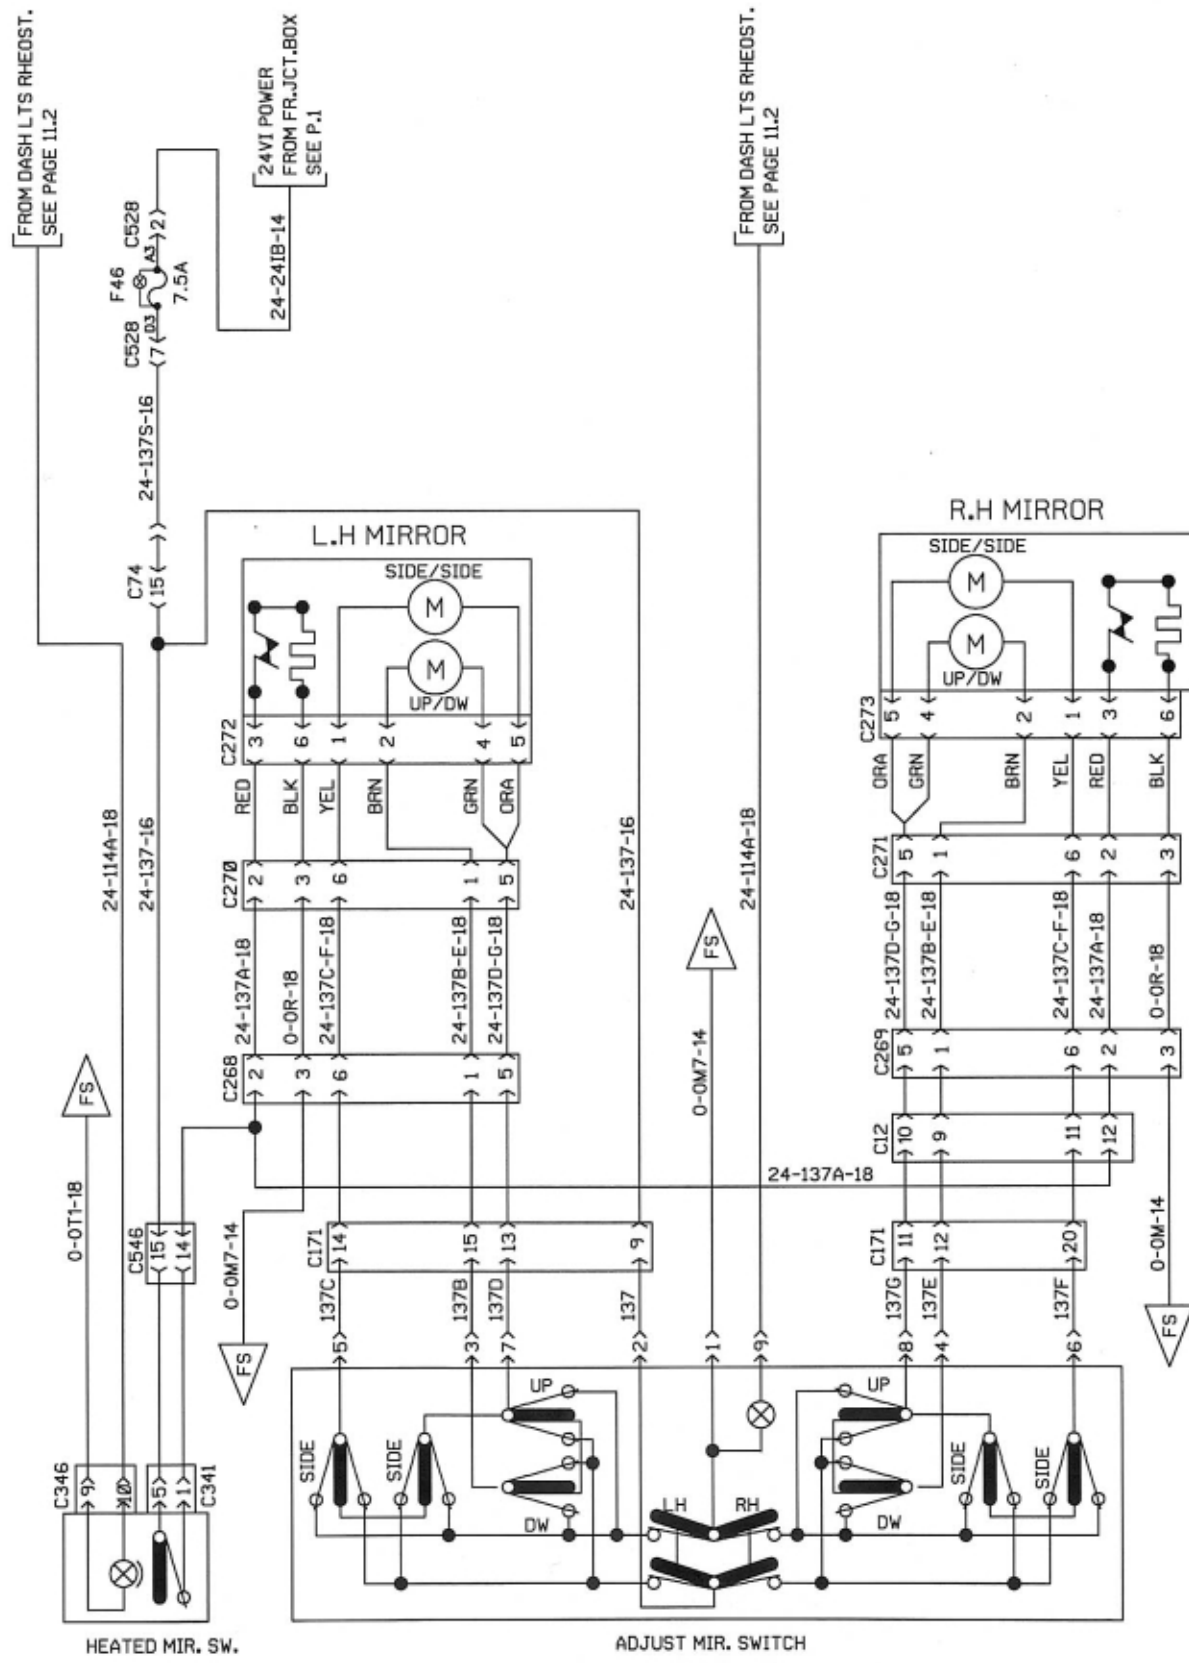 FROM DASH LTS RHEOST.
SEE PAGE 11.2
24VI POWER
FROM FR.JCT.BOX
SEE P.1
FROM DASH LTS RHEOST.
SEE PAGE 11.2
C528
2
A3
F46
7.5A
D3
C528
7
24-24IB-14
24-137S-16
C74
15
L.H MIRROR
SIDE/SIDE
M
M
UP/DW
C272
3
6
1
2
4
5
RED
BLK
YEL
BRN
GRN
ORA
R.H MIRROR
SIDE/SIDE
M
M
UP/DW
C273
5
4
2
1
3
6
ORA
GRN
BRN
YEL
RED
BLK
24-114A-18
24-137-16
24-137-16
24-114A-18
C270
2
3
6
1
5
C271
5
1
6
2
3
24-137A-18
0-0R-18
24-137C-F-18
24-137B-E-18
24-137D-G-18
FS
24-137D-G-18
24-137B-E-18
24-137C-F-18
24-137A-18
0-0R-18
FS
0-0M7-14
C268
2
3
6
1
5
C269
5
1
6
2
3
C12
10
9
11
12
24-137A-18
0-0T1-18
C546
15
14
0-0M7-14
FS
C171
14
15
13
9
C171
11
12
20
0-0M-14
FS
137C
137B
137D
137
137G
137E
137F
5
3
7
2
1
9
8
4
6
C346
9
10
5
1
C341
SIDE
SIDE
UP
DW
LH
RH
UP
DW
SIDE
SIDE
HEATED MIR. SW.
ADJUST MIR. SWITCH